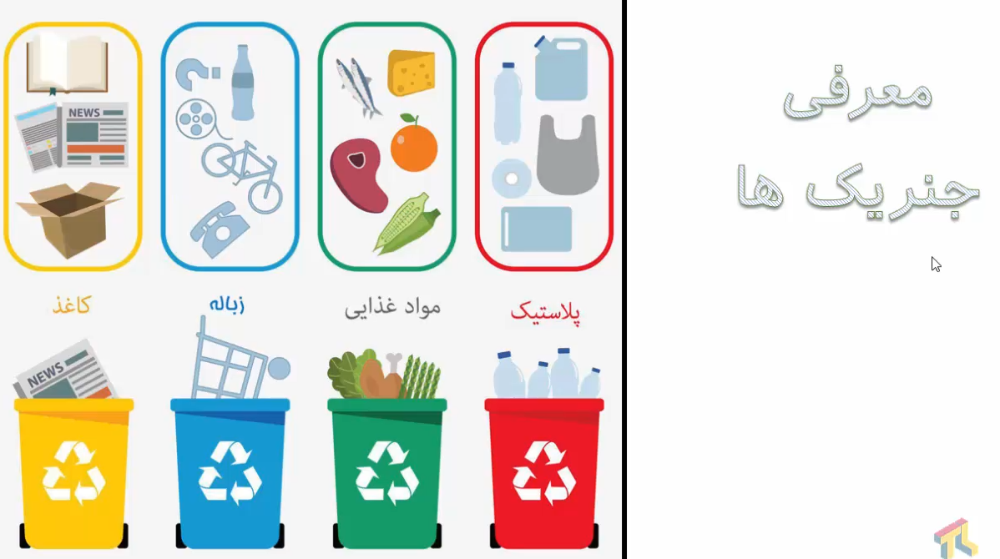 معرفی
جنریک ها
NEWS
کاغذ
زباله
مواد غذایی
پلاستیک
NEWS